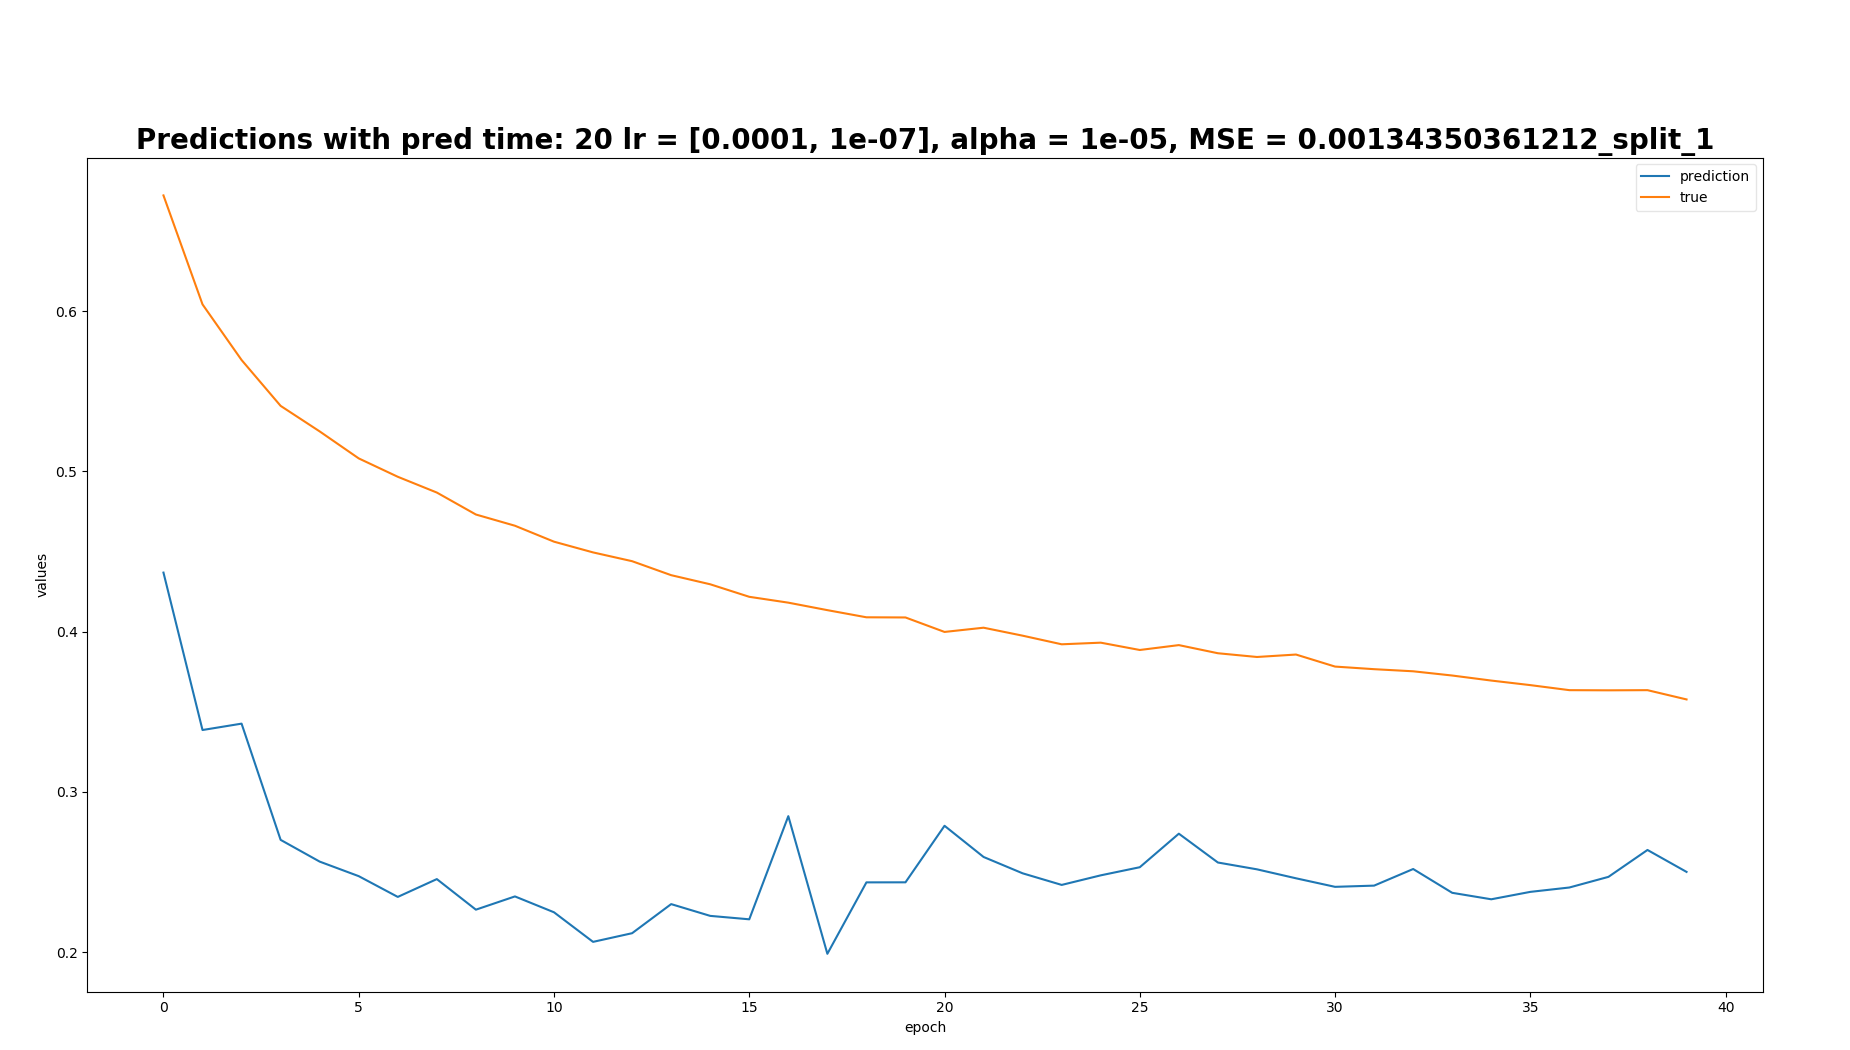 Predictions with pred time: 20 lr = [0.0001, 1e-07], alpha = 1e-05, MSE = 0.00134350361212_split_1
prediction
true
values
0.6
0.5
0.4
0.3
0.2
0 5 10 15 20 25 30 35 40
epoch